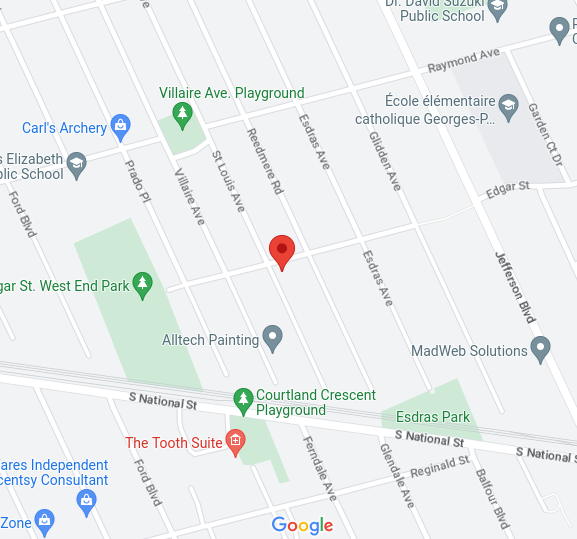 Dr. David Suzuki
Public School
Raymond Ave
Villaire Ave. Playground
École élémentaire
catholique Georges-P...
Carl's Archery
Esdras Ave
Reedmere Rd
Glidden Ave
Garden Ct Dr
s Elizabeth
blic School
St Louis Ave
Prado Pl
Villaire Ave
Edgar St
Ford Blvd
Jefferson Blvd
Esdras Ave
gar St. West End Park
Alltech Painting
MadWeb Solutions
S National St
Courtland Crescent
Playground
Esdras Park
The Tooth Suite
S National St
S National S
Ferndale Ave
Glendale Ave
Reginald St
Balfour Blvd
Ford Blvd
ares Independent
centsy Consultant
Zone
Google